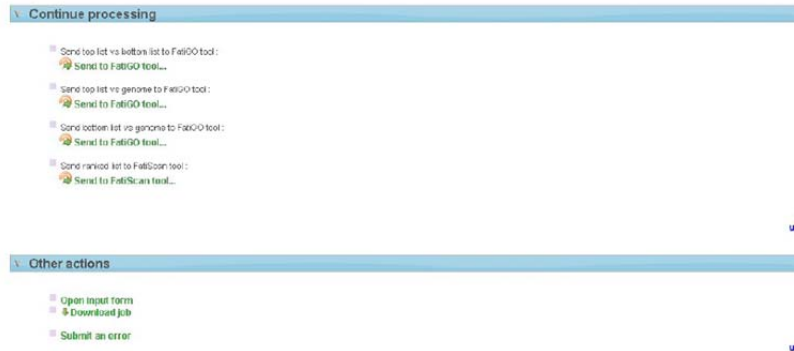 Continue processing
Send top list vs bottom list to FatiGO tool :
Send to FatiGO tool...
Send top list vs genome to FatiGO tool :
Send to FatiGO tool...
Send bottom list vs genome to FatiGO tool :
Send to FatiGO tool...
Send ranked list to FatiScan tool :
Send to FatiScan tool...
Other actions
Open input form
Download job
Submit an error